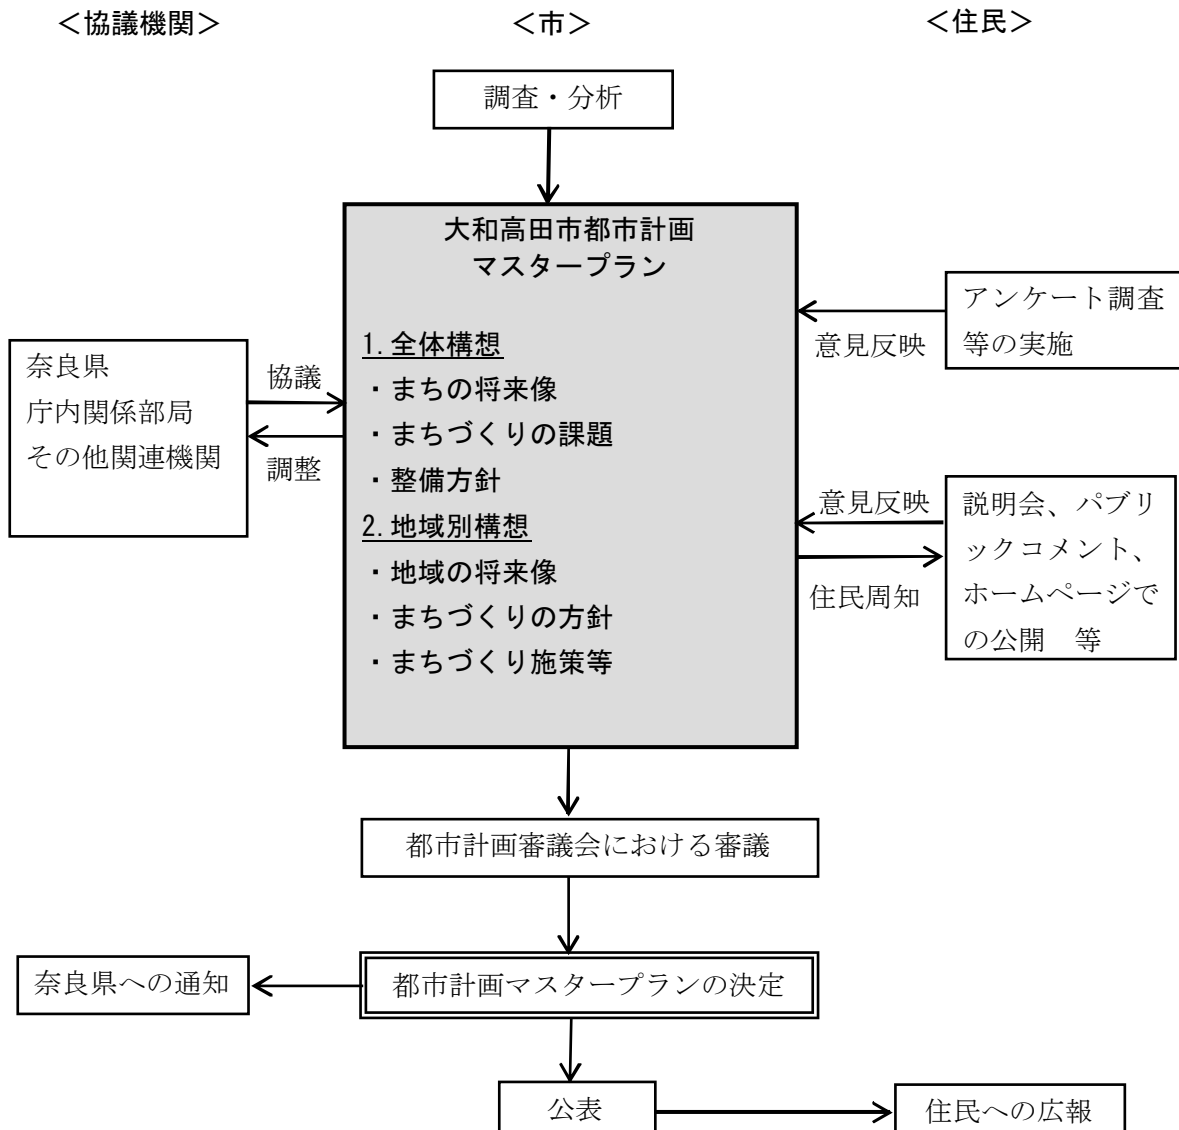 ＜協議機関＞
＜市＞
＜住民＞
調査・分析
大和高田市都市計画
マスタープラン
1. 全体構想
・まちの将来像
・まちづくりの課題
・整備方針
2. 地域別構想
・地域の将来像
・まちづくりの方針
・まちづくり施策等
奈良県
庁内関係部局
その他関連機関
協議
調整
アンケート調査
等の実施
意見反映
意見反映
住民周知
説明会、パブリ
ックコメント、
ホームページで
の公開　等
都市計画審議会における審議
奈良県への通知
都市計画マスタープランの決定
公表
住民への広報